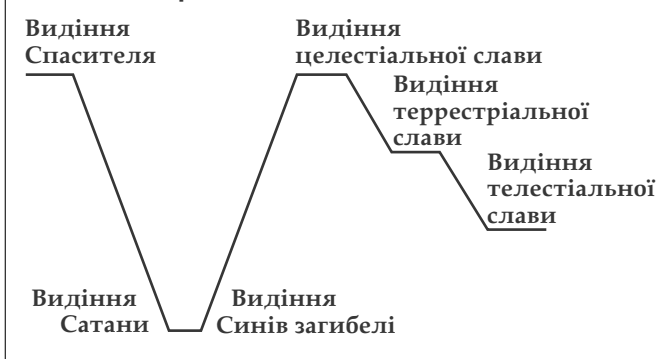 Видіння
Спасителя
Видіння
целестіальної слави
Видіння
террестріальної
слави
Видіння
телестіальної
слави
Видіння
Сатани
Видіння
Синів загибелі